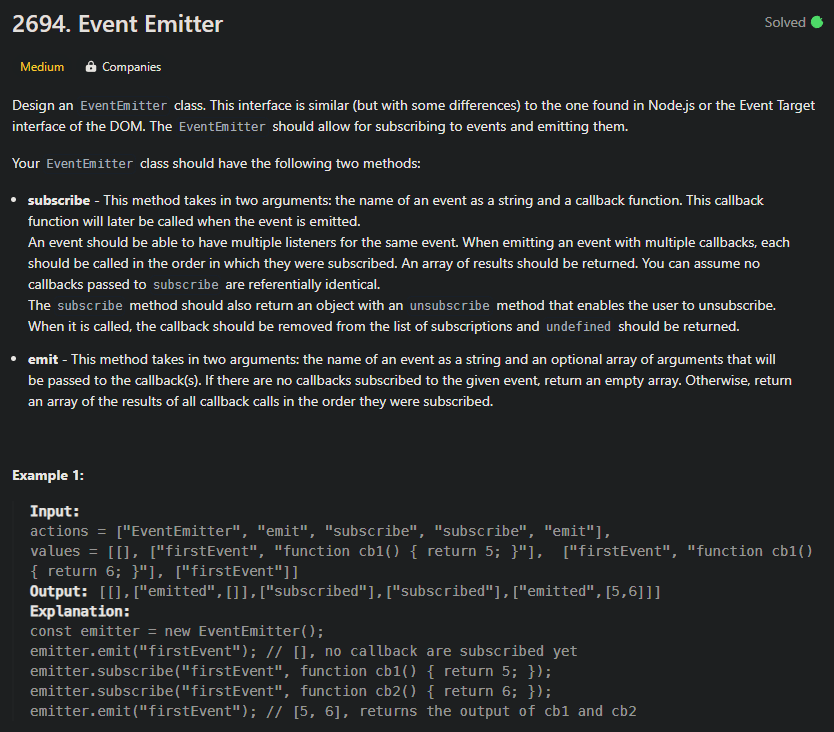 2694. Event Emitter
Solved
Medium
Companies
Design an EventEmitter class. This interface is similar (but with some differences) to the one found in Node.js or the Event Target
interface of the DOM. The EventEmitter should allow for subscribing to events and emitting them.
Your EventEmitter class should have the following two methods:
• subscribe - This method takes in two arguments: the name of an event as a string and a callback function. This callback
function will later be called when the event is emitted.
An event should be able to have multiple listeners for the same event. When emitting an event with multiple callbacks, each
should be called in the order in which they were subscribed. An array of results should be returned. You can assume no
callbacks passed to subscribe are referentially identical.
The subscribe method should also return an object with an unsubscribe method that enables the user to unsubscribe.
When it is called, the callback should be removed from the list of subscriptions and undefined should be returned.
• emit - This method takes in two arguments: the name of an event as a string and an optional array of arguments that will
be passed to the callback(s). If there are no callbacks subscribed to the given event, return an empty array. Otherwise, return
an array of the results of all callback calls in the order they were subscribed.
Example 1:
Input:
actions = ["EventEmitter", "emit", "subscribe", "subscribe", "emit"],
values = [[], ["firstEvent", "function cb1() { return 5; }"],  ["firstEvent", "function cb1()
{ return 6; }"], ["firstEvent"]]
Output: [[],["emitted",[]],["subscribed"],["subscribed"],["emitted",[5,6]]]
Explanation:
const emitter = new EventEmitter();
emitter.emit("firstEvent"); // [], no callback are subscribed yet
emitter.subscribe("firstEvent", function cb1() { return 5; });
emitter.subscribe("firstEvent", function cb2() { return 6; });
emitter.emit("firstEvent"); // [5, 6], returns the output of cb1 and cb2